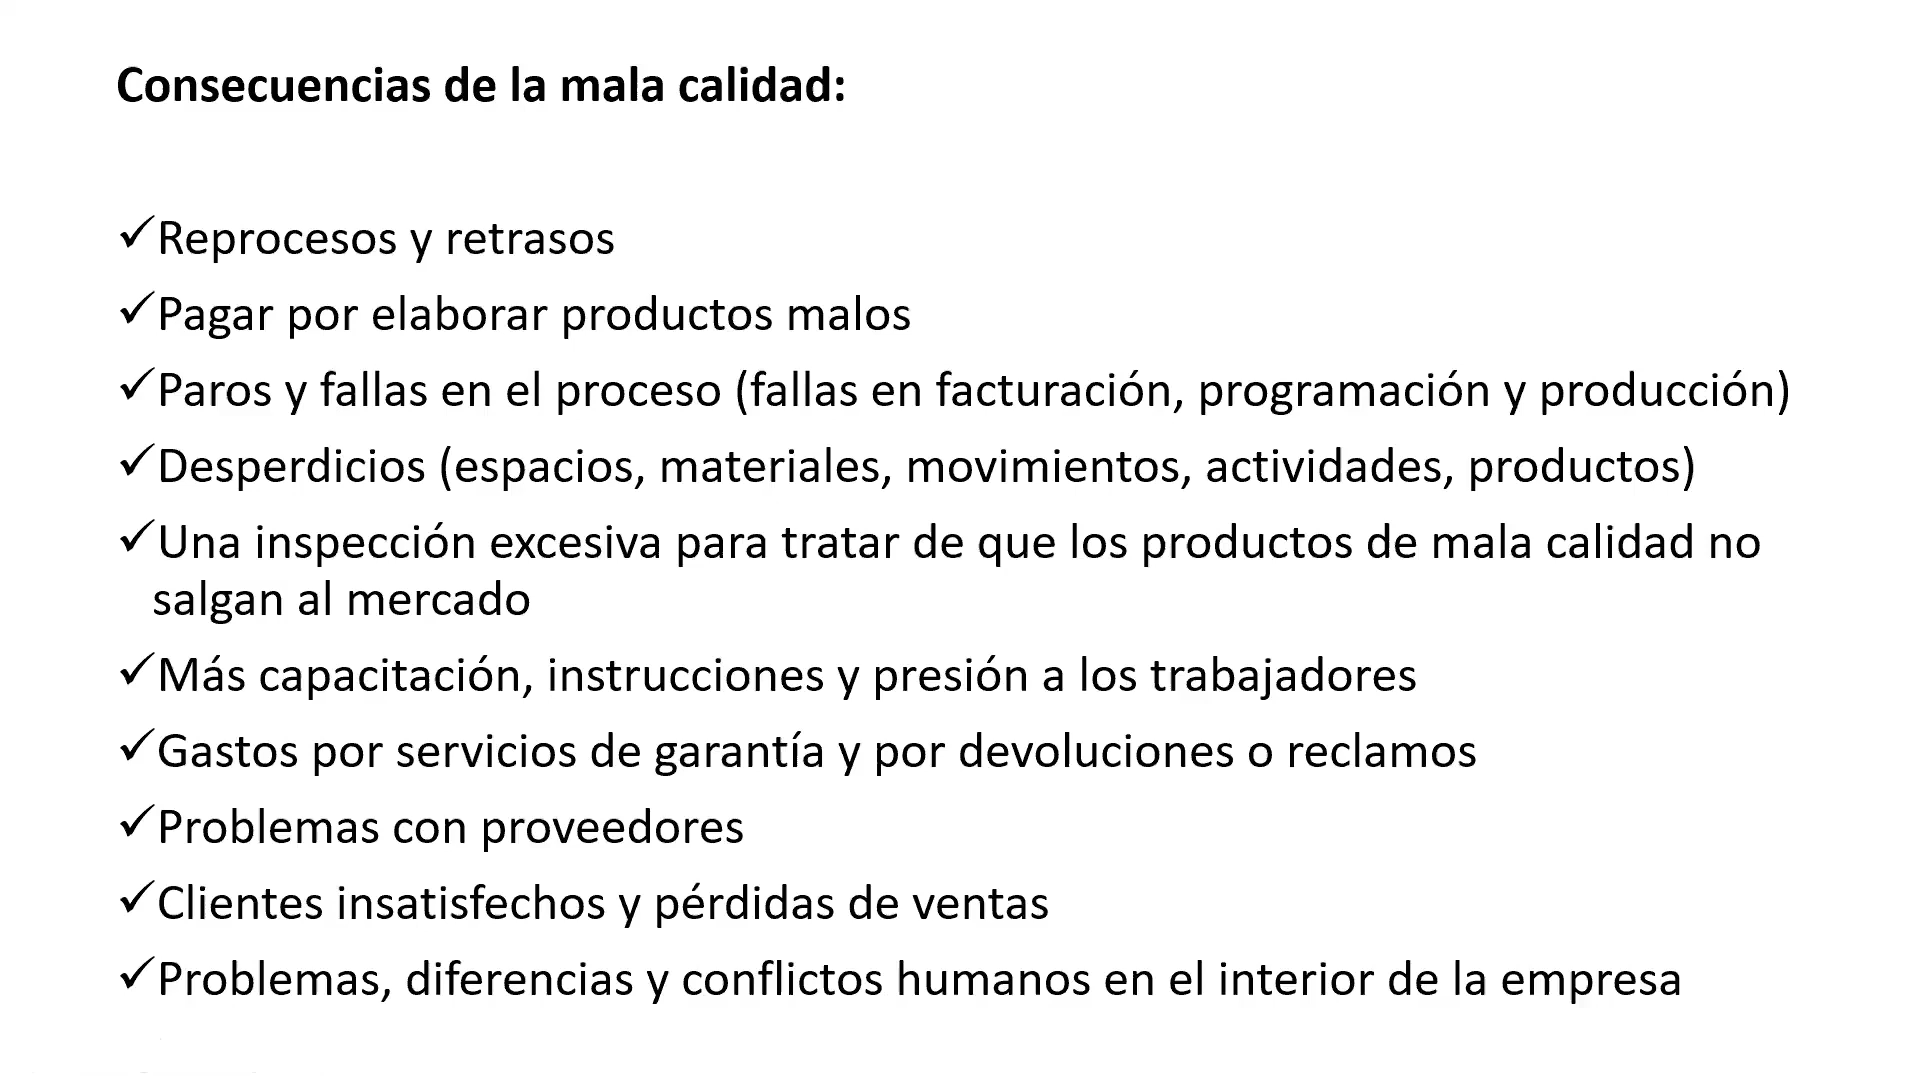 Consecuencias de la mala calidad:
✓Reprocesos y retrasos
✓Pagar por elaborar productos malos
✓Paros y fallas en el proceso (fallas en facturación, programación y producción)
✓Desperdicios (espacios, materiales, movimientos, actividades, productos)
✓Una inspección excesiva para tratar de que los productos de mala calidad no
salgan al mercado
✓Más capacitación, instrucciones y presión a los trabajadores
✓Gastos por servicios de garantía y por devoluciones o reclamos
✓Problemas con proveedores
✓Clientes insatisfechos y pérdidas de ventas
✓Problemas, diferencias y conflictos humanos en el interior de la empresa